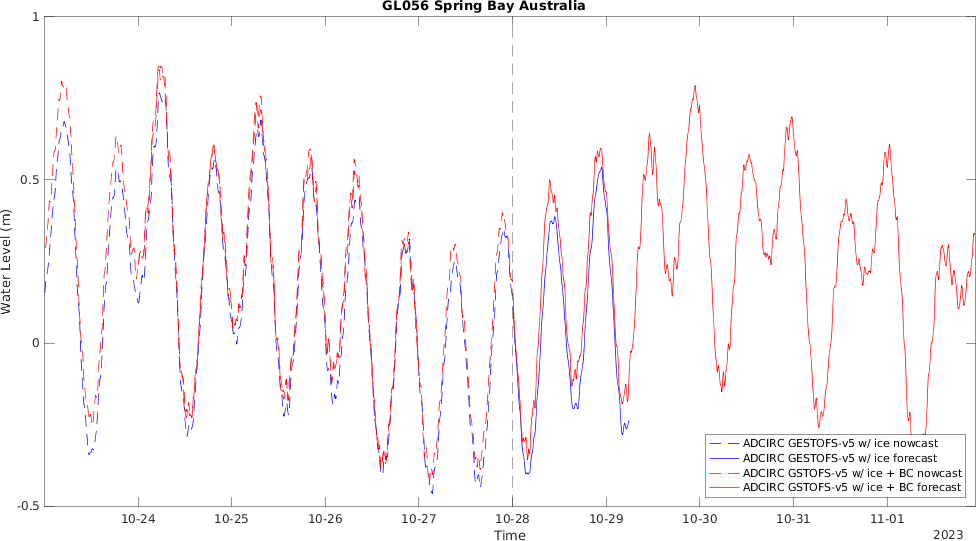 GL056 Spring Bay Australia
1
0.5
0
-0.5
Water Level (m)
10-24
10-25
10-26
10-27
10-28
10-29
10-30
10-31
11-01
Time
2023
ADCIRC GESTOFS-v5 w/ ice nowcast
ADCIRC GESTOFS-v5 w/ ice forecast
ADCIRC GSTOFS-v5 w/ ice + BC nowcast
ADCIRC GSTOFS-v5 w/ ice + BC forecast